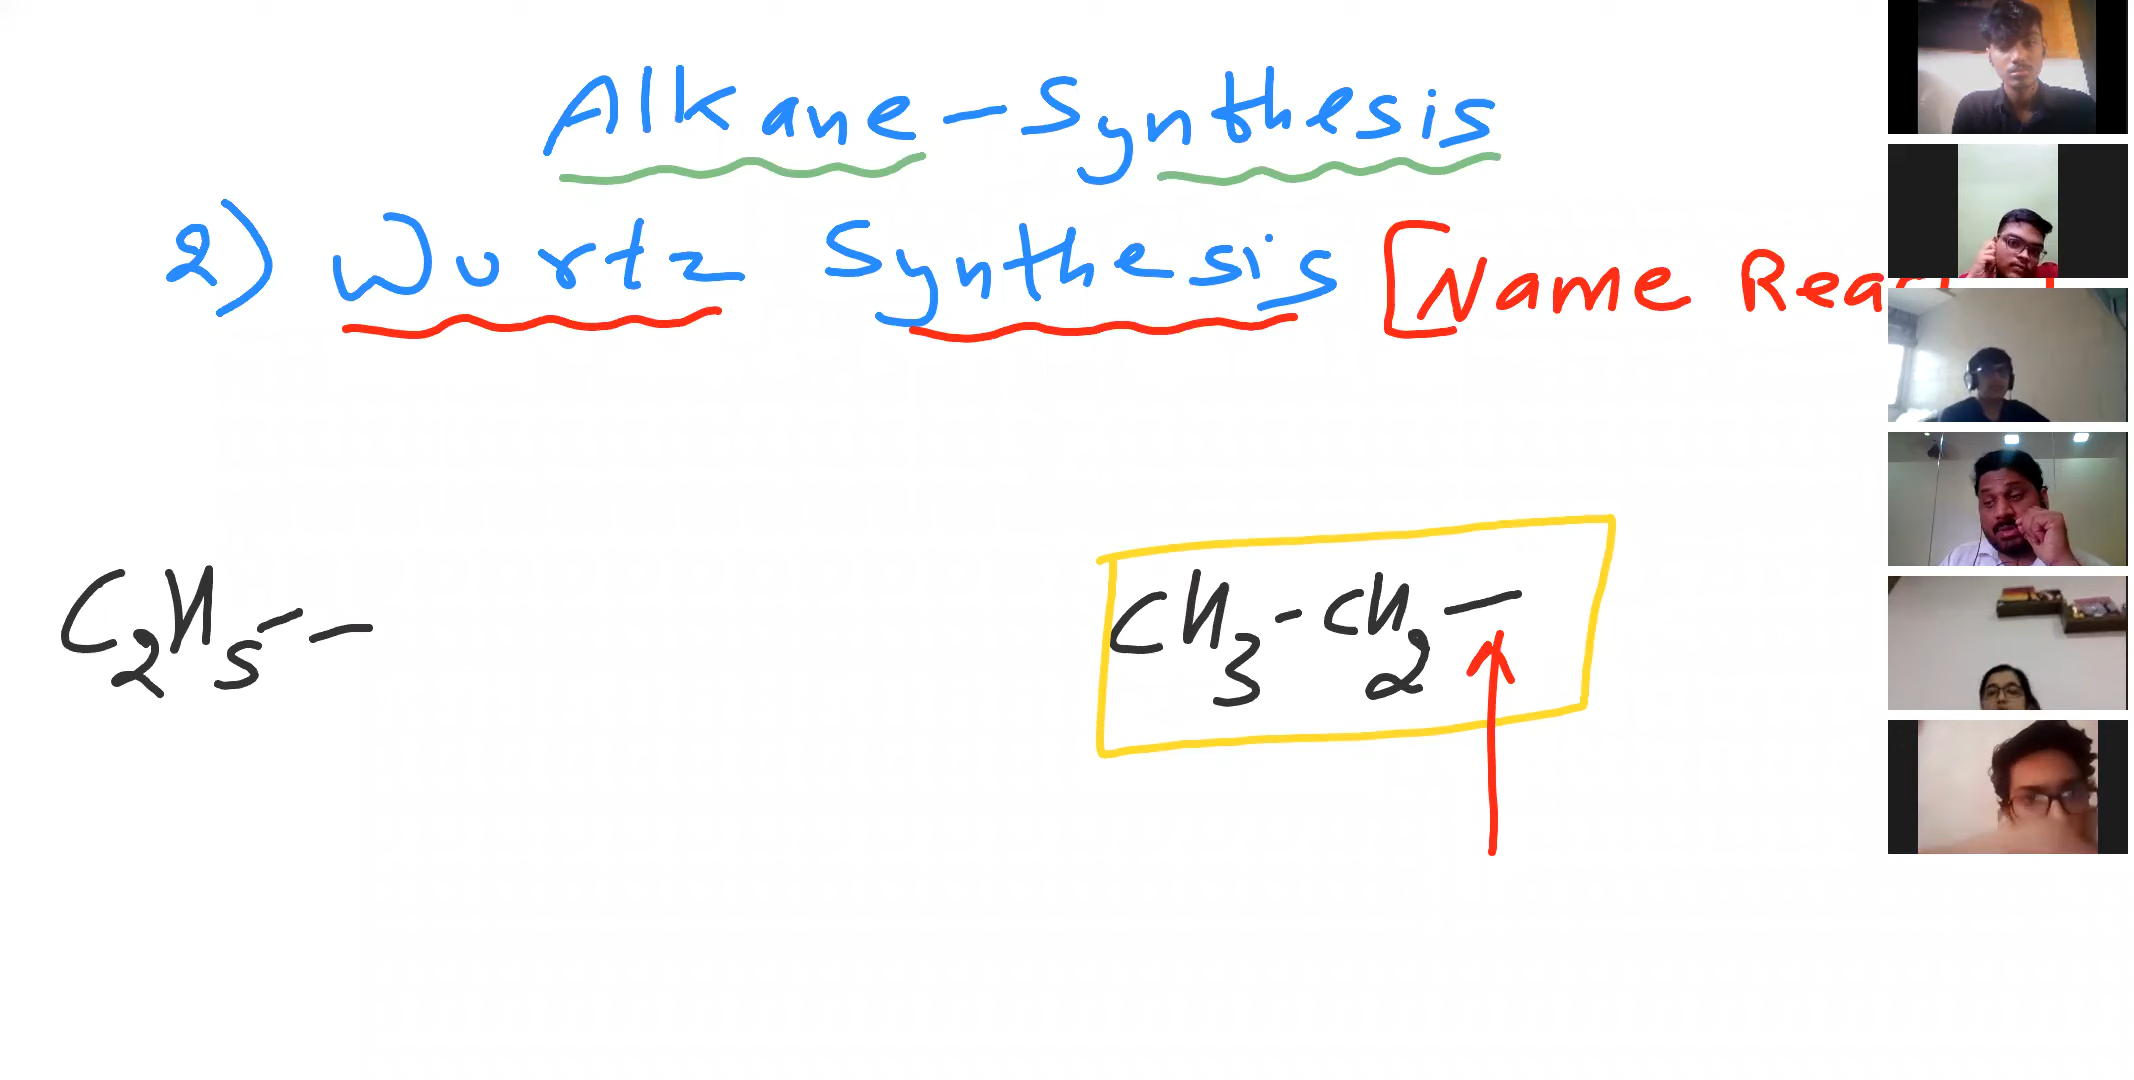 Alkane - Synthesis
2) Wurtz Synthesis [Name
C₂H₅ - -
CH₃ - CH₂ -